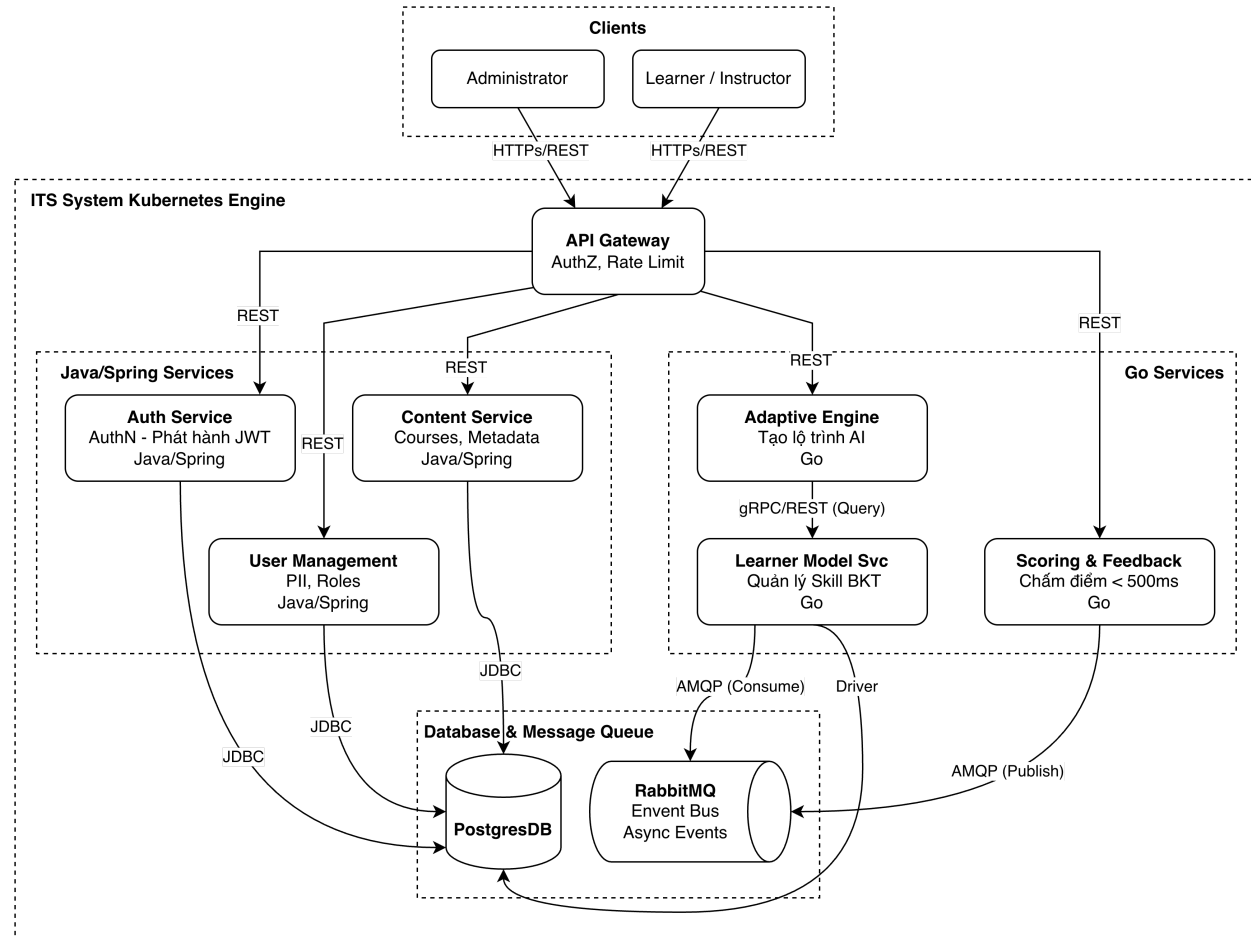 Clients
Administrator
Learner / Instructor
HTTPs/REST
HTTPs/REST
ITS System Kubernetes Engine
API Gateway
AuthZ, Rate Limit
REST
REST
REST
REST
REST
Java/Spring Services
Go Services
Auth Service
AuthN - Phát hành JWT
Java/Spring
Content Service
Courses, Metadata
Java/Spring
Adaptive Engine
Tạo lộ trình AI
Go
gRPC/REST (Query)
User Management
PII, Roles
Java/Spring
Learner Model Svc
Quản lý Skill BKT
Go
Scoring & Feedback
Chấm điểm < 500ms
Go
JDBC
AMQP (Consume)
Driver
JDBC
JDBC
AMQP (Publish)
Database & Message Queue
PostgresDB
RabbitMQ
Envent Bus
Async Events